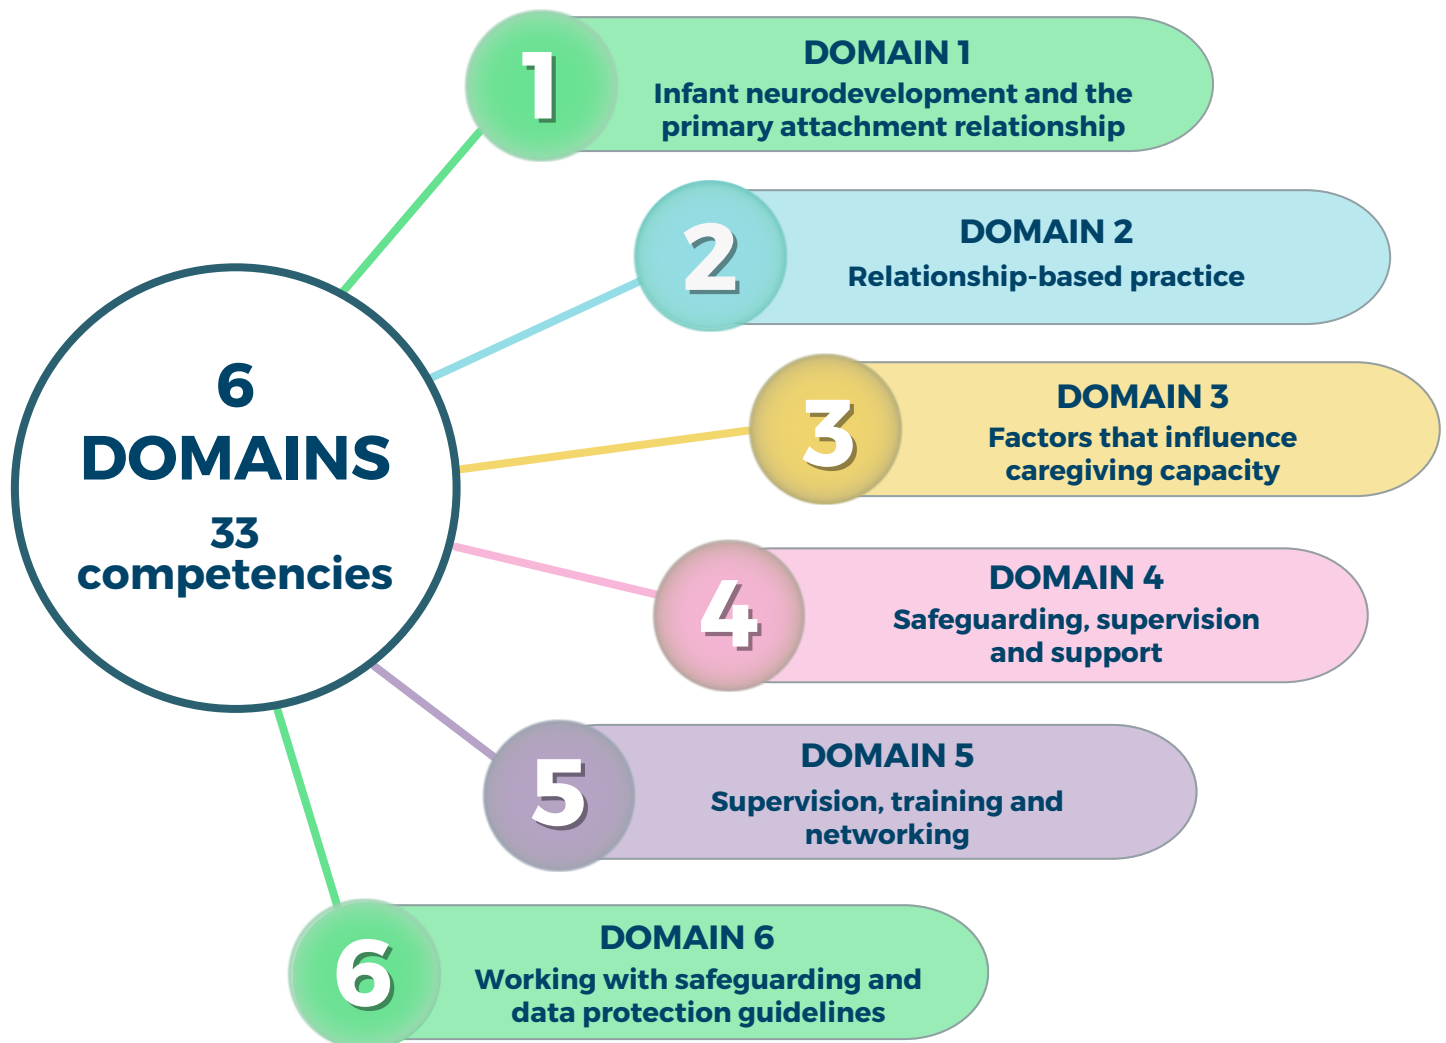 6
DOMAINS
33
competencies
1
DOMAIN 1
Infant neurodevelopment and the
primary attachment relationship
2
DOMAIN 2
Relationship-based practice
3
DOMAIN 3
Factors that influence
caregiving capacity
4
DOMAIN 4
Safeguarding, supervision
and support
5
DOMAIN 5
Supervision, training and
networking
6
DOMAIN 6
Working with safeguarding and
data protection guidelines